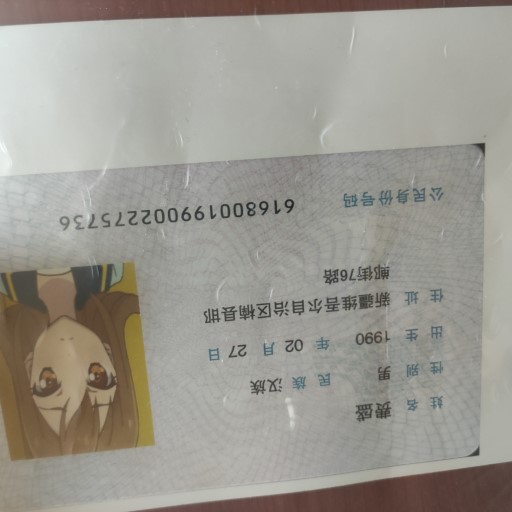 姓名 费盛
性别 男 民族 汉族
出生 1990 年 02 月 27 日
住址 新疆维吾尔自治区楠县邯
郸街76路
公民身份号码 616800199002275736